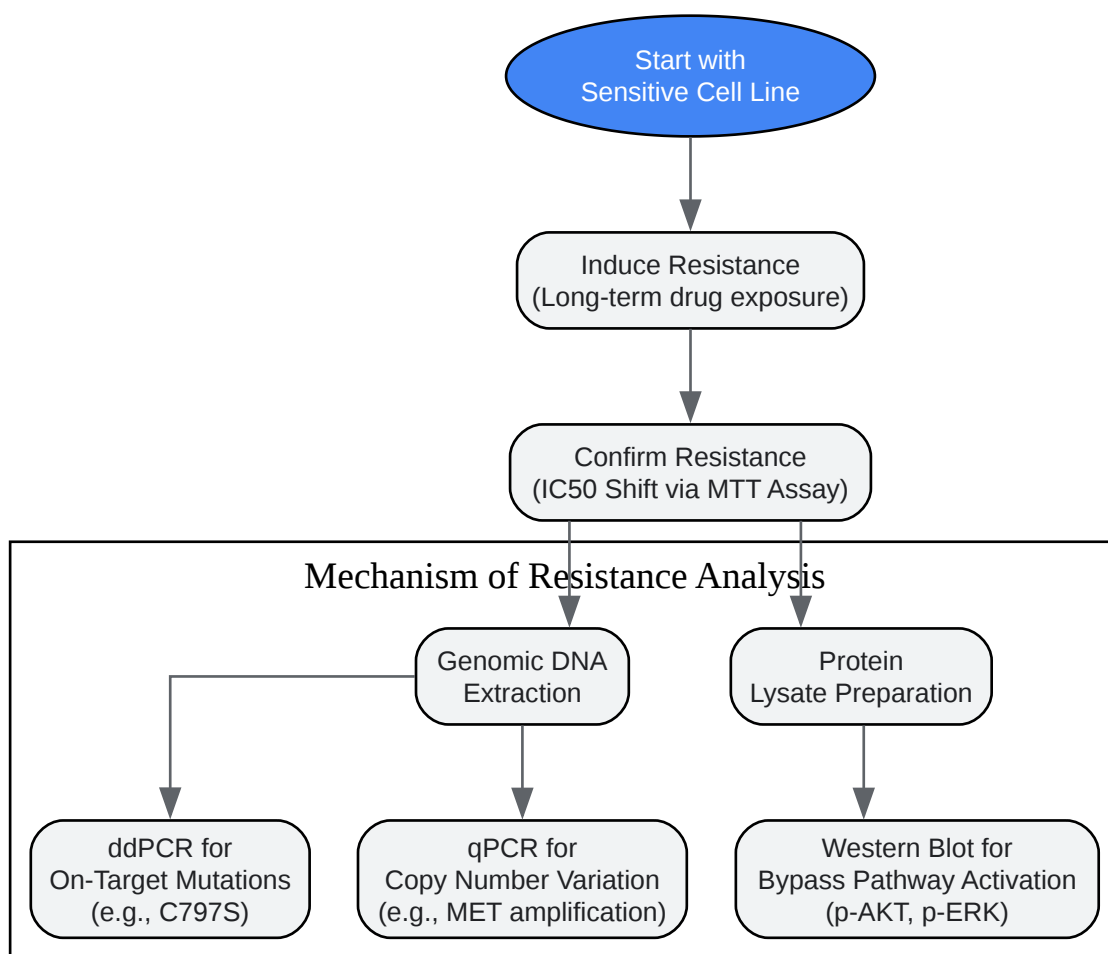 Start with
Sensitive Cell Line
Induce Resistance
(Long-term drug exposure)
Confirm Resistance
(IC50 Shift via MTT Assay)
Mechanism of Resistance Analysis
Genomic DNA
Extraction
Protein
Lysate Preparation
ddPCR for
On-Target Mutations
(e.g., C797S)
qPCR for
Copy Number Variation
(e.g., MET amplification)
Western Blot for
Bypass Pathway Activation
(p-AKT, p-ERK)